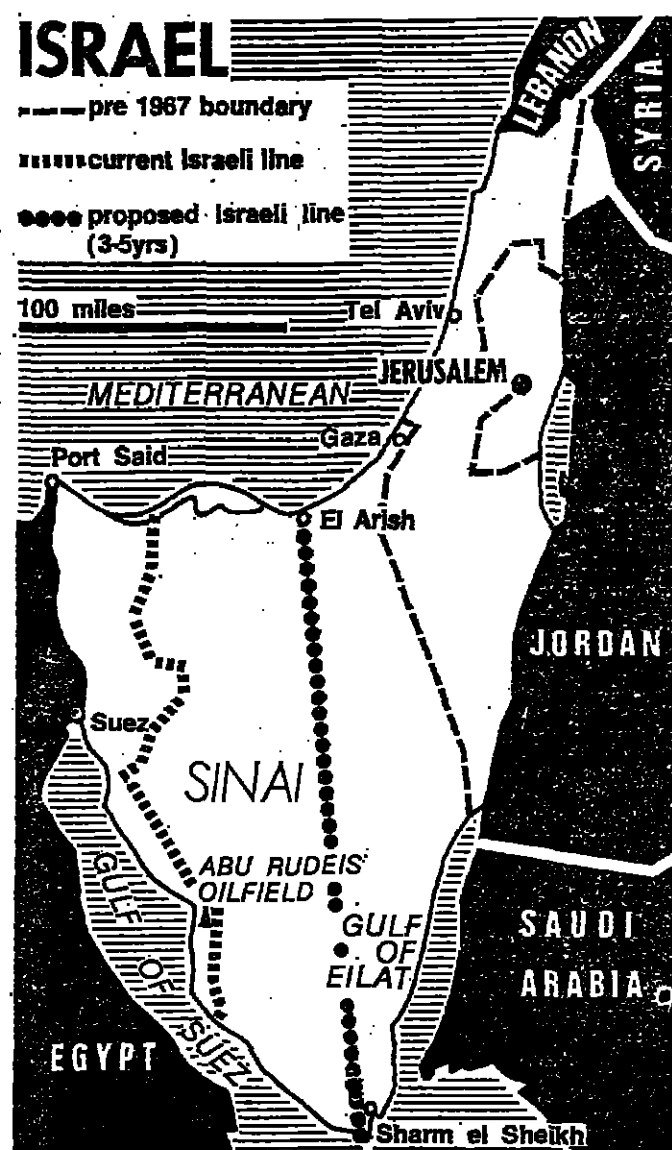 ISRAEL
pre 1967 boundary
current Israeli line
proposed Israeli line
(3-5yrs)
100 miles
LEBANON
SYRIA
Tel Aviv
JERUSALEM
MEDITERRANEAN
Gaza
Port Said
El Arish
JORDAN
Suez
SINAI
ABU RUDEIS
OILFIELD
GULF OF SUEZ
GULF
OF
EILAT
SAUDI
ARABIA
EGYPT
Sharm el Sheikh